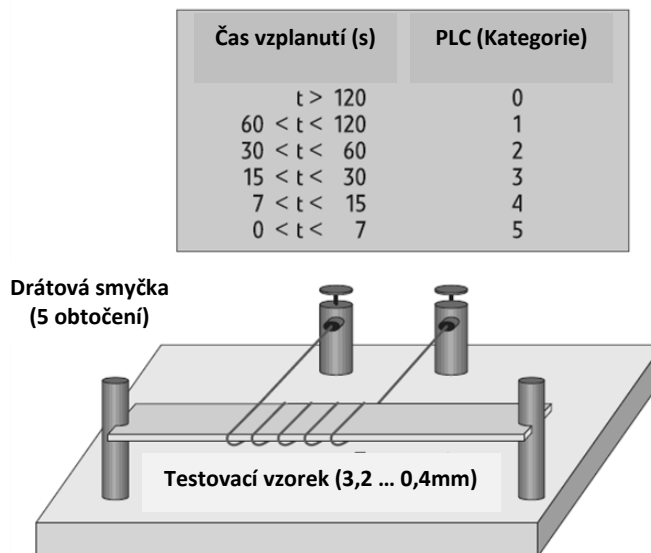 Čas vzplanutí (s) PLC (Kategorie)
t > 120 0
60 < t < 120 1
30 < t < 60 2
15 < t < 30 3
7 < t < 15 4
0 < t < 7 5
Drátová smyčka
(5 obtočení)
Testovací vzorek (3,2 ... 0,4mm)